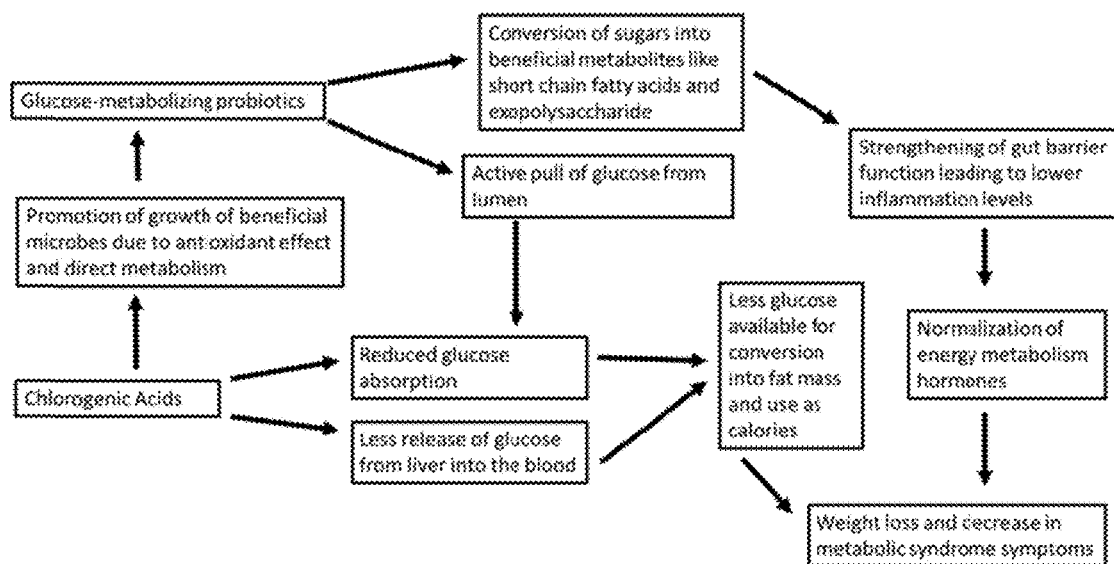 Conversion of sugars into
beneficial metabolites like
short chain fatty acids and
exopolysaccharide
Glucose-metabolizing probiotics
Strengthening of gut barrier
function leading to lower
inflammation levels
Active pull of glucose from
lumen
Promotion of growth of beneficial
microbes due to antioxidant effect
and direct metabolism
Less glucose
available for
conversion
into fat mass
and use as
calories
Normalization of
energy metabolism
hormones
Reduced glucose
absorption
Chlorogenic Acids
Less release of glucose
from liver into the blood
Weight loss and decrease in
metabolic syndrome symptoms